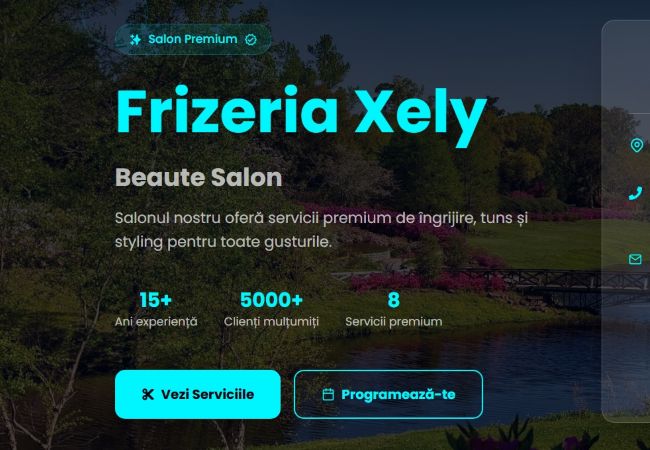 Salon Premium
Frizeria Xely
Beaute Salon
Salonul nostru oferă servicii premium de îngrijire, tuns și
styling pentru toate gusturile.
15+ 5000+ 8
Ani experiență Clienți mulțumiți Servicii premium
Vezi Serviciile Programează-te